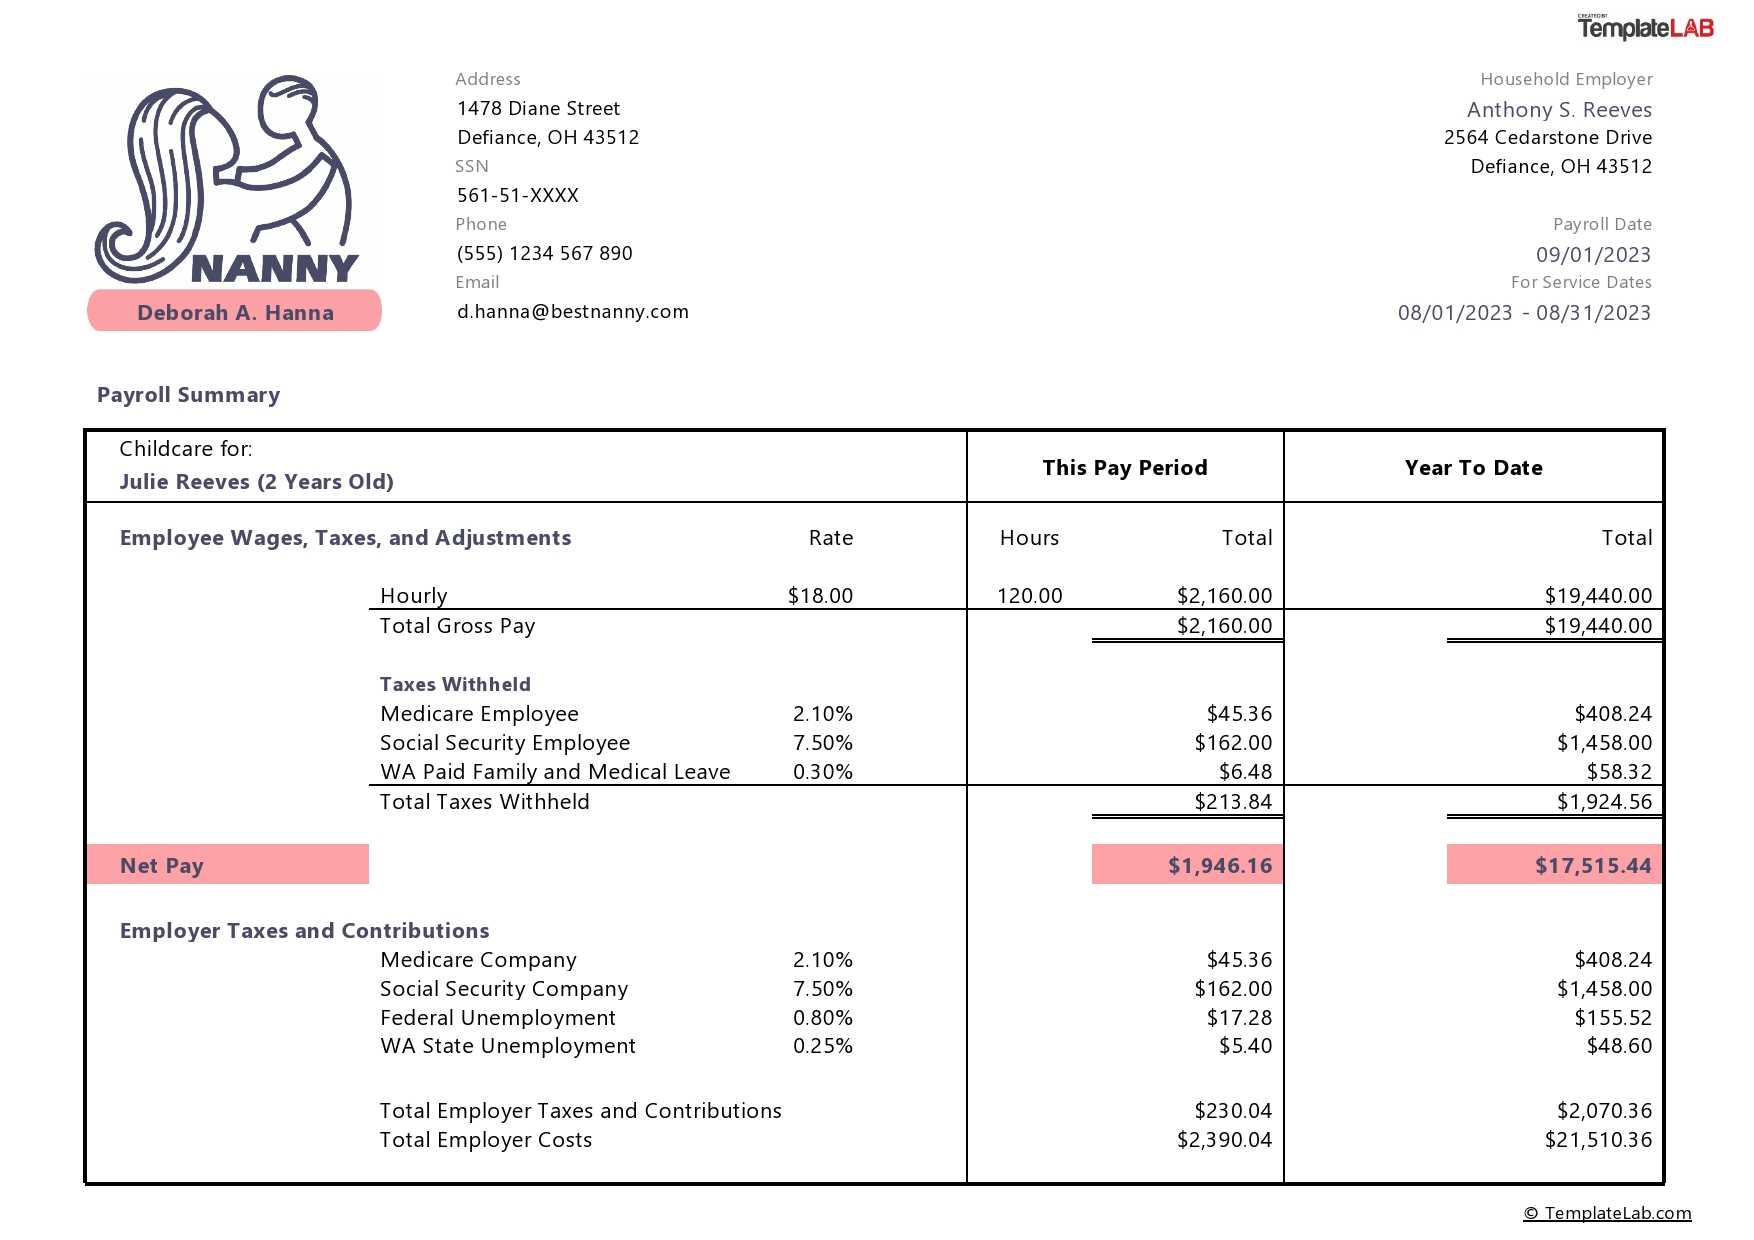 CREATED BY
TemplateLAB
NANNY
Deborah A. Hanna
Address
1478 Diane Street
Defiance, OH 43512
SSN
561-51-XXXX
Phone
(555) 1234 567 890
Email
d.hanna@bestnanny.com
Household Employer
Anthony S. Reeves
2564 Cedarstone Drive
Defiance, OH 43512
Payroll Date
09/01/2023
For Service Dates
08/01/2023 - 08/31/2023
Payroll Summary
Childcare for:
Julie Reeves (2 Years Old)
This Pay Period Year To Date
Employee Wages, Taxes, and Adjustments Rate Hours Total Total
Hourly $18.00 120.00 $2,160.00 $19,440.00
Total Gross Pay $2,160.00 $19,440.00
Taxes Withheld
Medicare Employee 2.10% $45.36 $408.24
Social Security Employee 7.50% $162.00 $1,458.00
WA Paid Family and Medical Leave 0.30% $6.48 $58.32
Total Taxes Withheld $213.84 $1,924.56
Net Pay $1,946.16 $17,515.44
Employer Taxes and Contributions
Medicare Company 2.10% $45.36 $408.24
Social Security Company 7.50% $162.00 $1,458.00
Federal Unemployment 0.80% $17.28 $155.52
WA State Unemployment 0.25% $5.40 $48.60
Total Employer Taxes and Contributions $230.04 $2,070.36
Total Employer Costs $2,390.04 $21,510.36
© TemplateLab.com